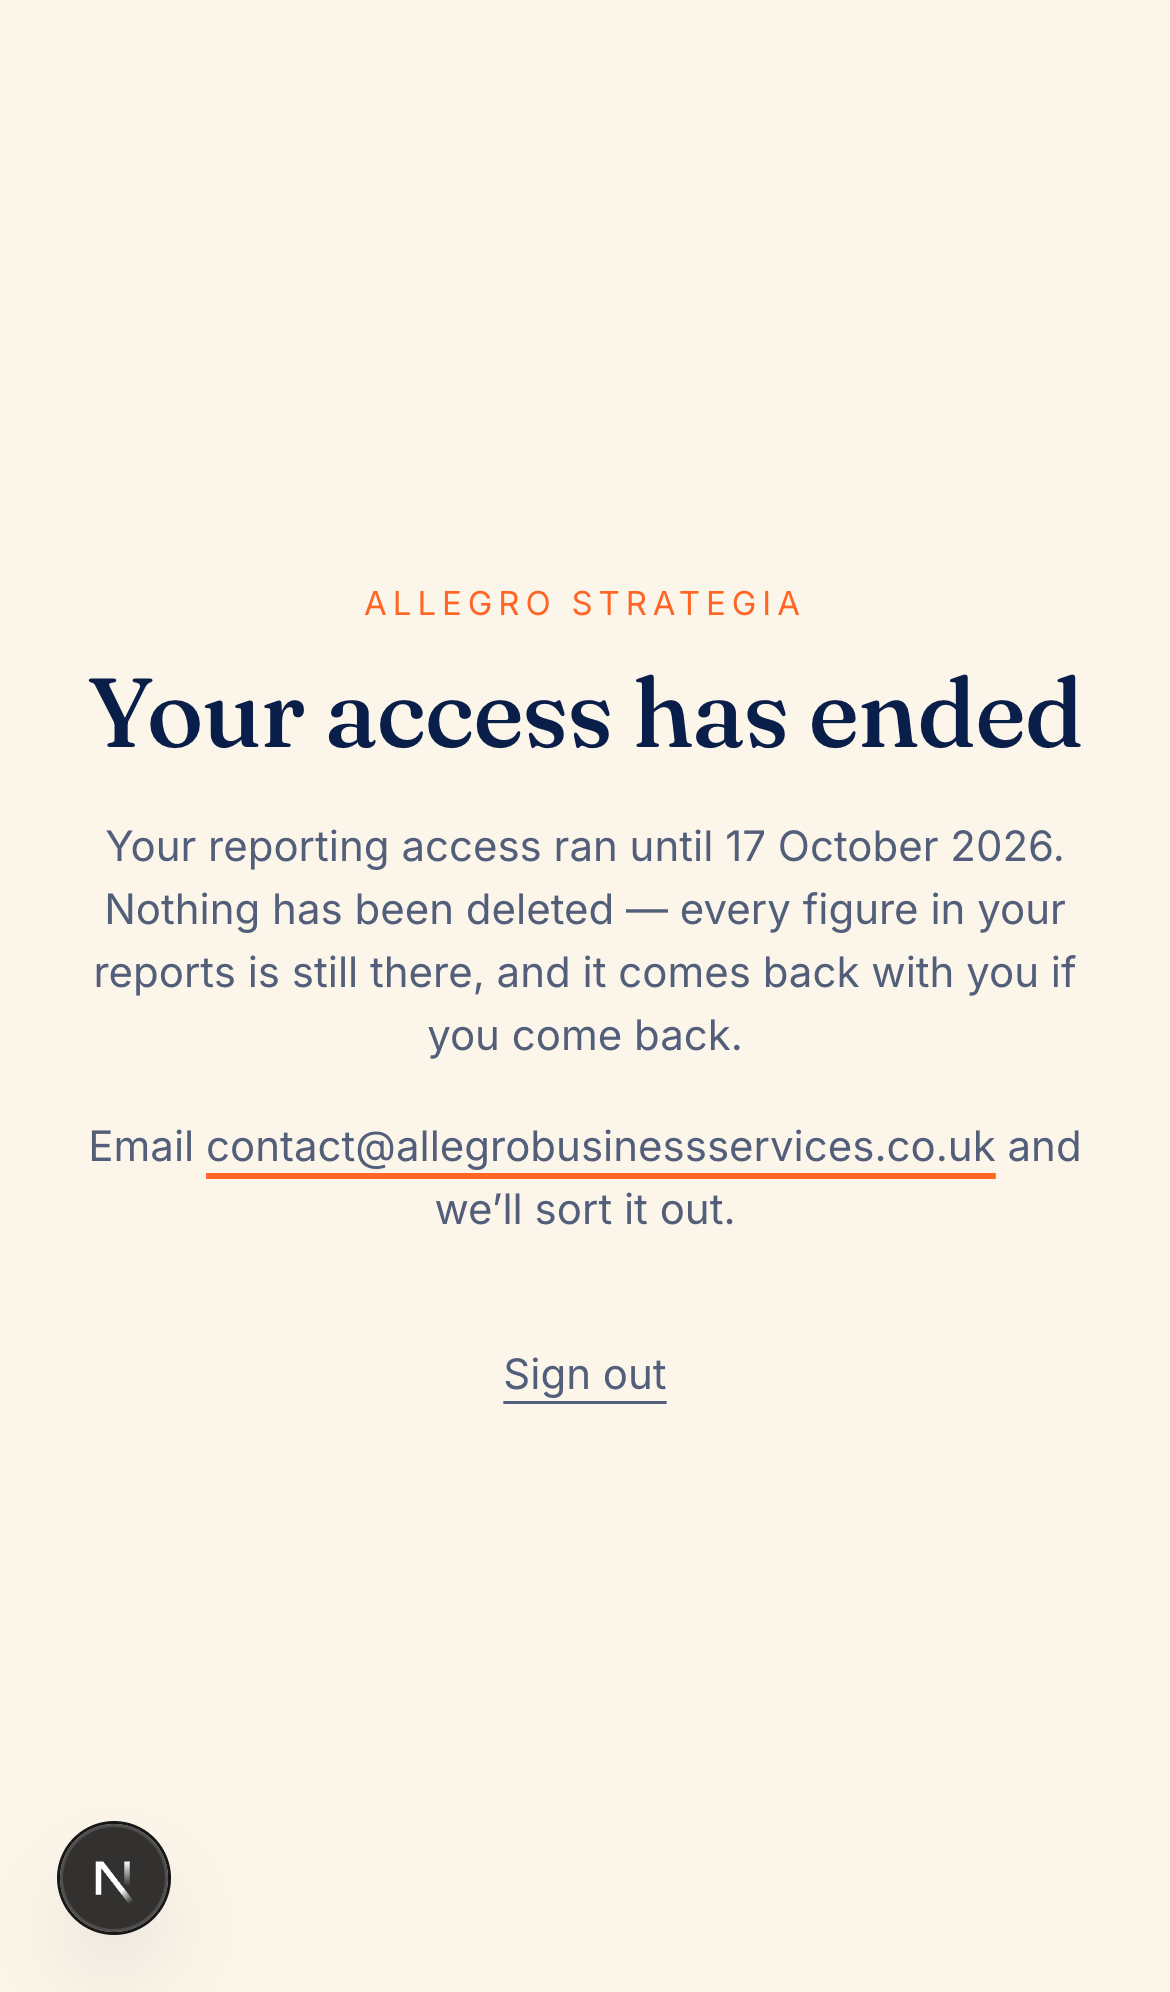 ALLEGRO STRATEGIA
Your access has ended
Your reporting access ran until 17 October 2026.
Nothing has been deleted — every figure in your
reports is still there, and it comes back with you if
you come back.
Email contact@allegrobusinessservices.co.uk and
we’ll sort it out.
Sign out
N